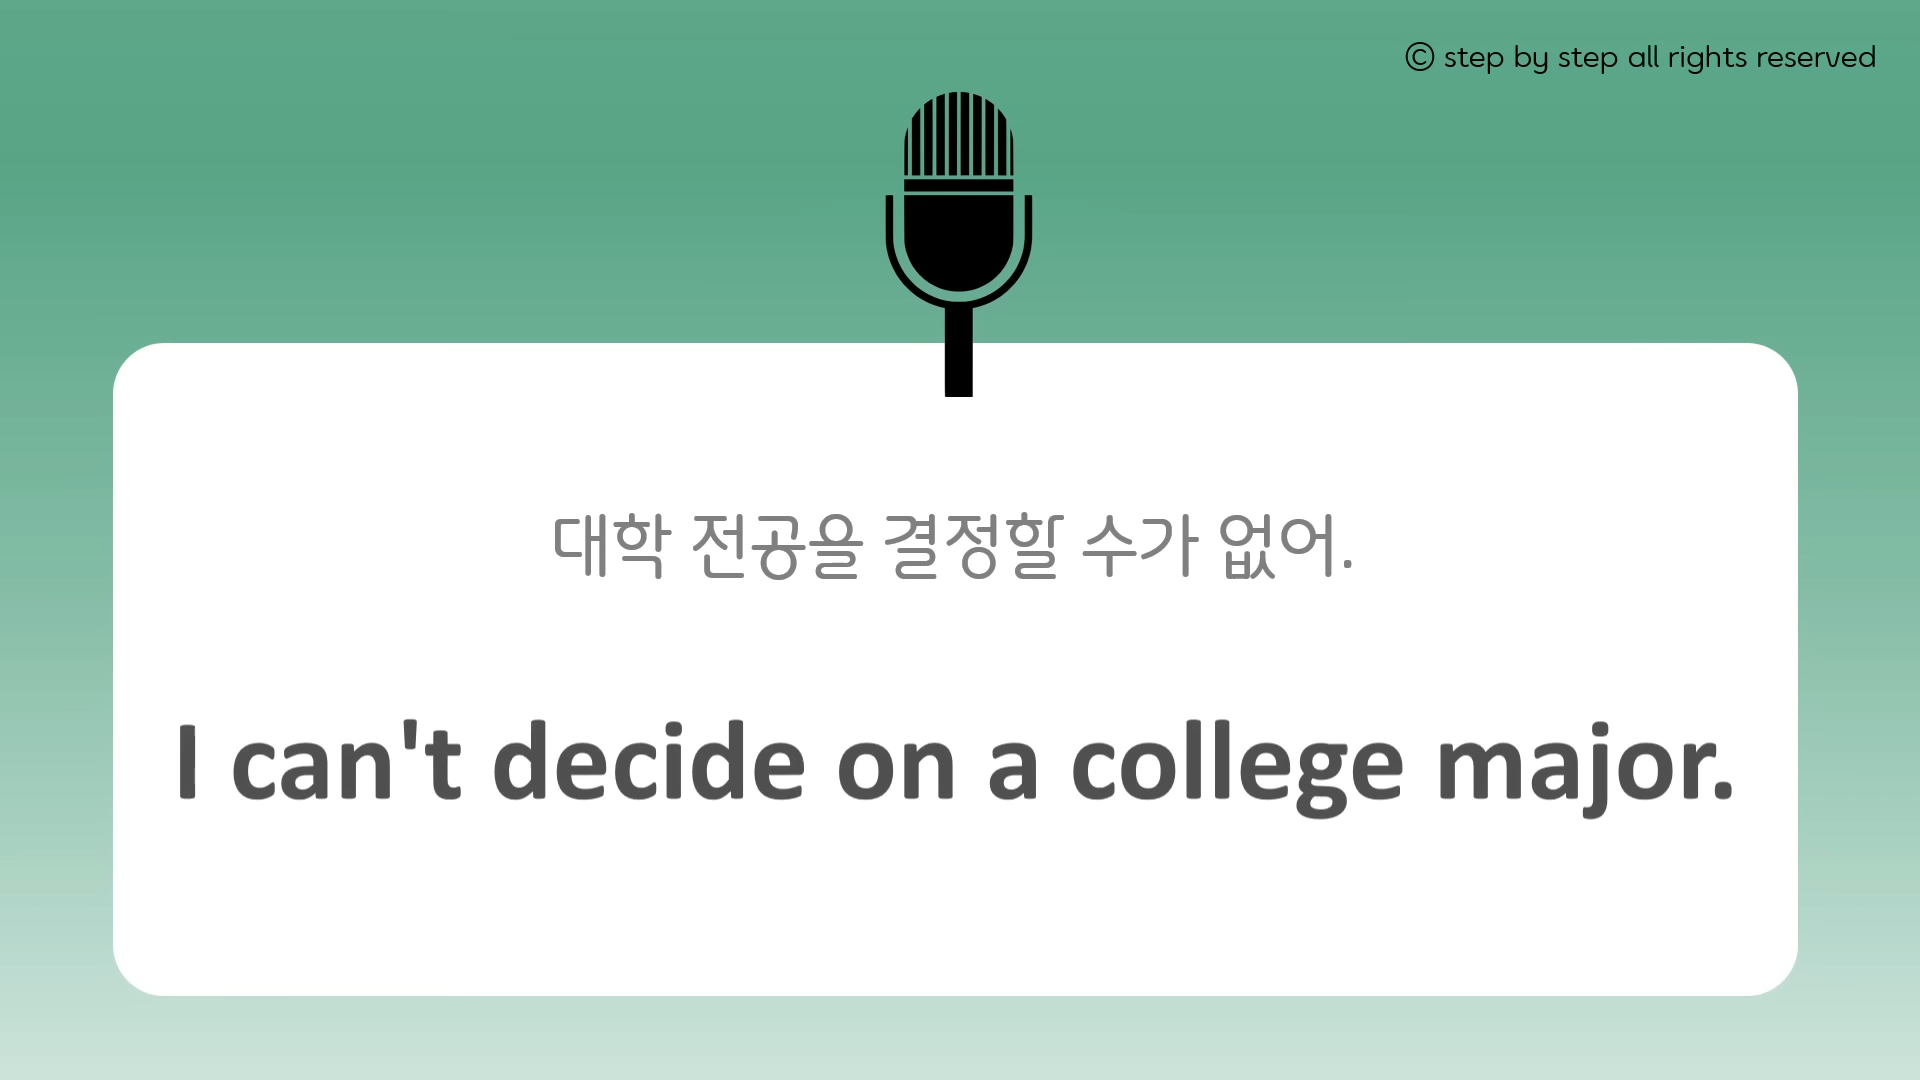 © step by step all rights reserved
대학 전공을 결정할 수가 없어.
I can't decide on a college major.